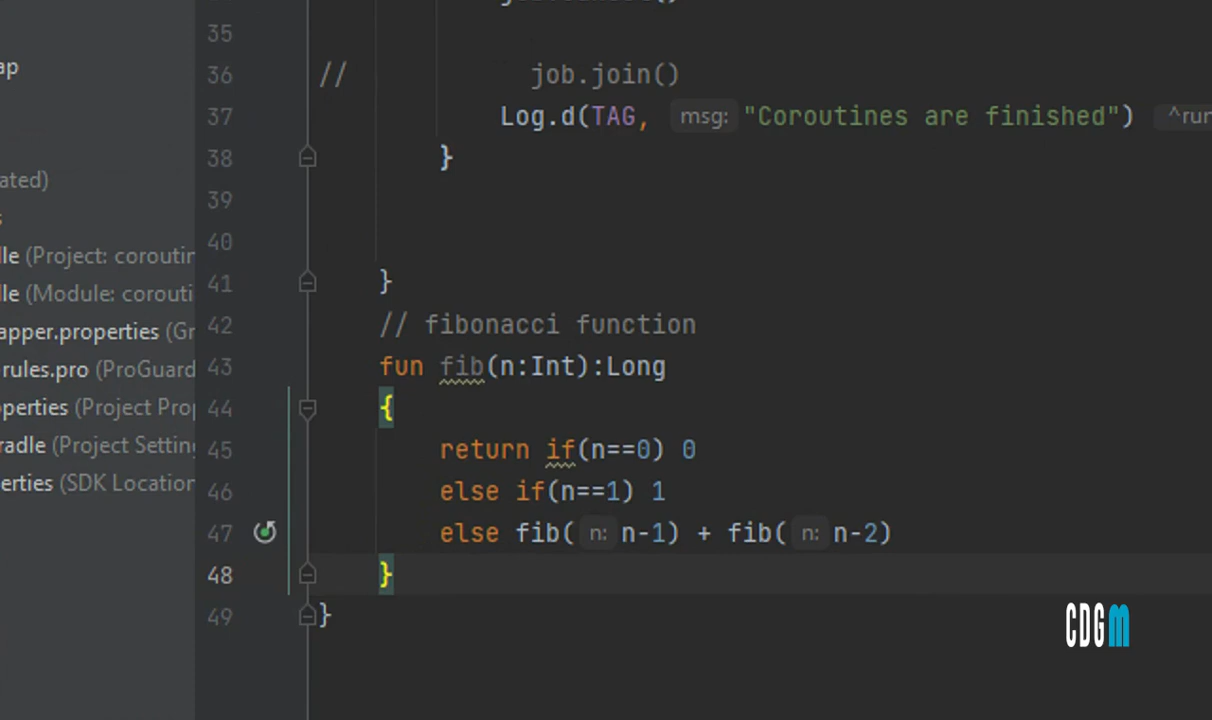 35
ap
36 // job.join()
37 Log.d(TAG, msg: "Coroutines are finished") ^run
38 }
ated)
39
s
40
lle (Project: coroutin
41 }
lle (Module: corouti
42 // fibonacci function
apper.properties (Gr
43 fun fib(n:Int):Long
rules.pro (ProGuard
44 {
operties (Project Prop
45 return if(n==0) 0
radle (Project Setting
46 else if(n==1) 1
erties (SDK Location
47 else fib( n: n-1) + fib( n: n-2)
48 }
49 }
CDGM